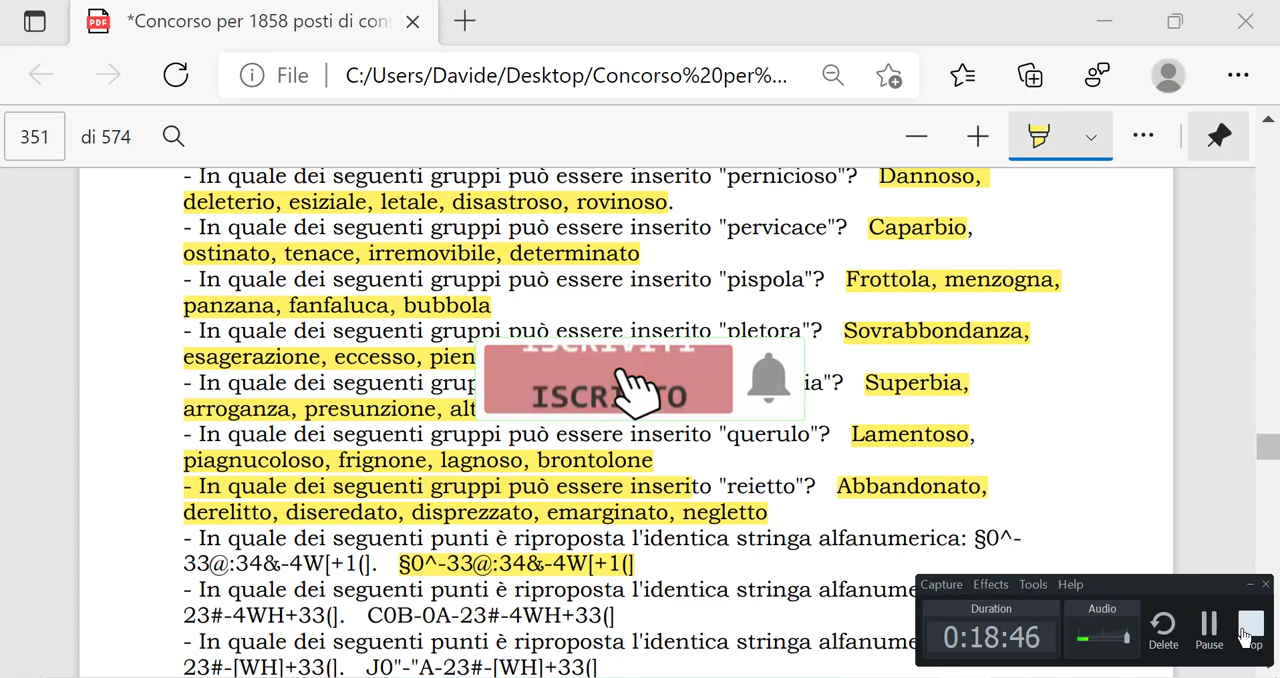 *Concorso per 1858 posti di con
File | C:/Users/Davide/Desktop/Concorso%20per%...
351 di 574
- In quale dei seguenti gruppi può essere inserito "pernicioso"? Dannoso,
deleterio, esiziale, letale, disastroso, rovinoso.
- In quale dei seguenti gruppi può essere inserito "pervicace"? Caparbio,
ostinato, tenace, irremovibile, determinato
- In quale dei seguenti gruppi può essere inserito "pispola"? Frottola, menzogna,
panzana, fanfaluca, bubbola
- In quale dei seguenti gruppi può essere inserito "pletora"? Sovrabbondanza,
esagerazione, eccesso, pien
- In quale dei seguenti grup ia"? Superbia,
arroganza, presunzione, alt
ISCRIVITI
ISCRITO
- In quale dei seguenti gruppi può essere inserito "querulo"? Lamentoso,
piagnucoloso, frignone, lagnoso, brontolone
- In quale dei seguenti gruppi può essere inserito "reietto"? Abbandonato,
derelitto, diseredato, disprezzato, emarginato, negletto
- In quale dei seguenti punti è riproposta l'identica stringa alfanumerica: §0^-
33@:34&-4W[+1(]. §0^-33@:34&-4W[+1(]
- In quale dei seguenti punti è riproposta l'identica stringa alfanume
23#-4WH+33(]. C0B-0A-23#-4WH+33(]
- In quale dei seguenti punti è riproposta l'identica stringa alfanume
23#-[WH]+33(]. J0"-"A-23#-[WH]+33(]
Capture Effects Tools Help
Duration Audio
0:18:46
Delete Pause